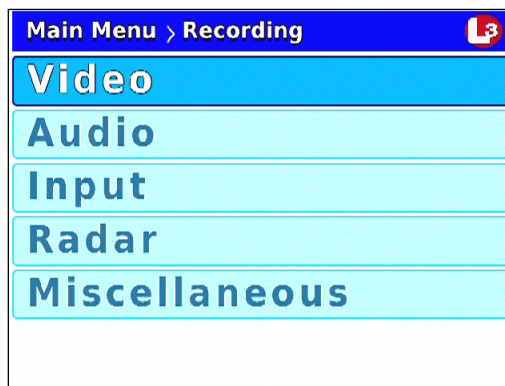 Main Menu > Recording L3
Video
Audio
Input
Radar
Miscellaneous